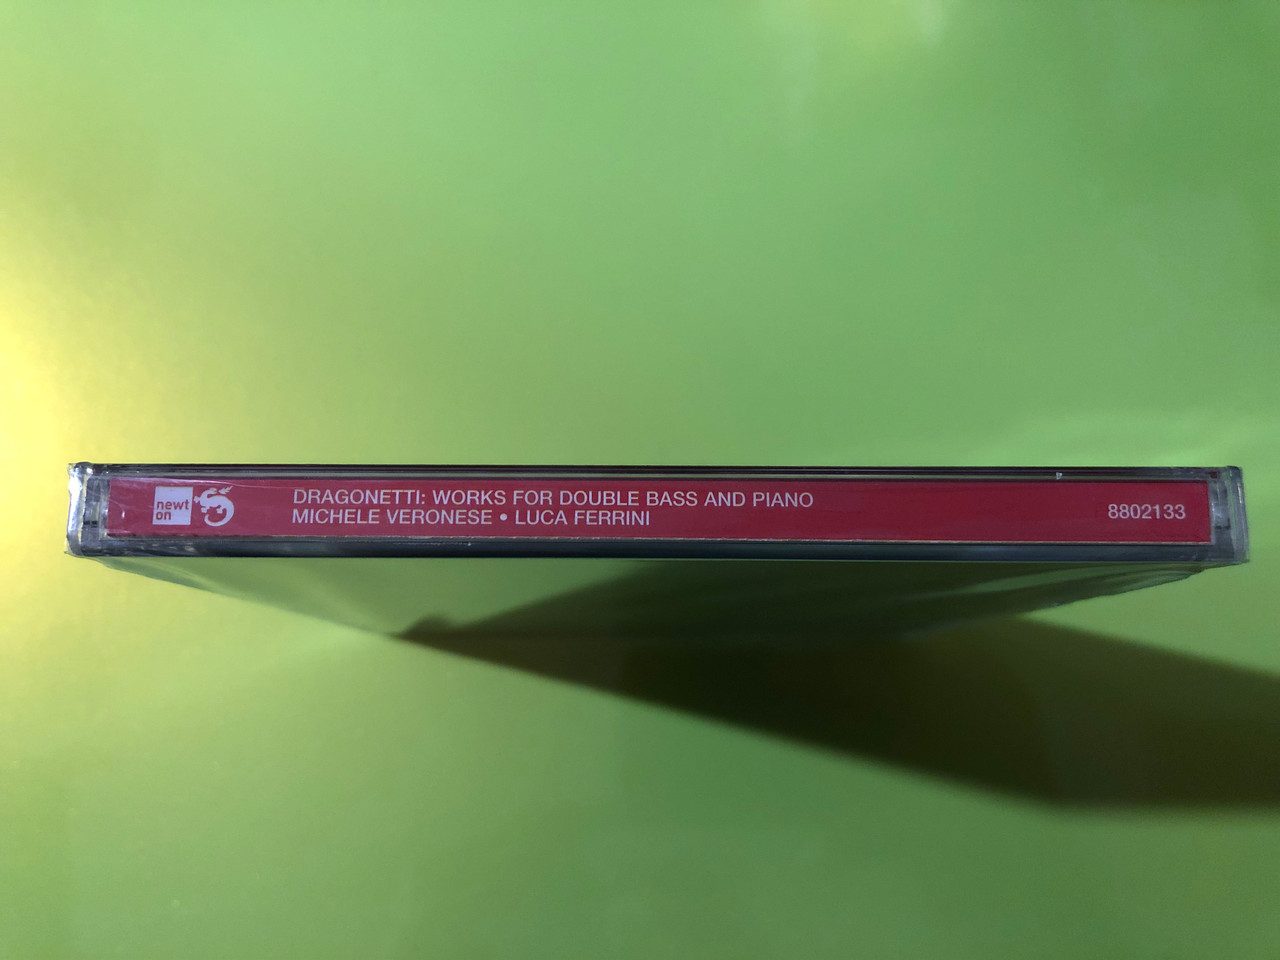 newt
on
DRAGONETTI: WORKS FOR DOUBLE BASS AND PIANO
MICHELE VERONESE • LUCA FERRINI
8802133